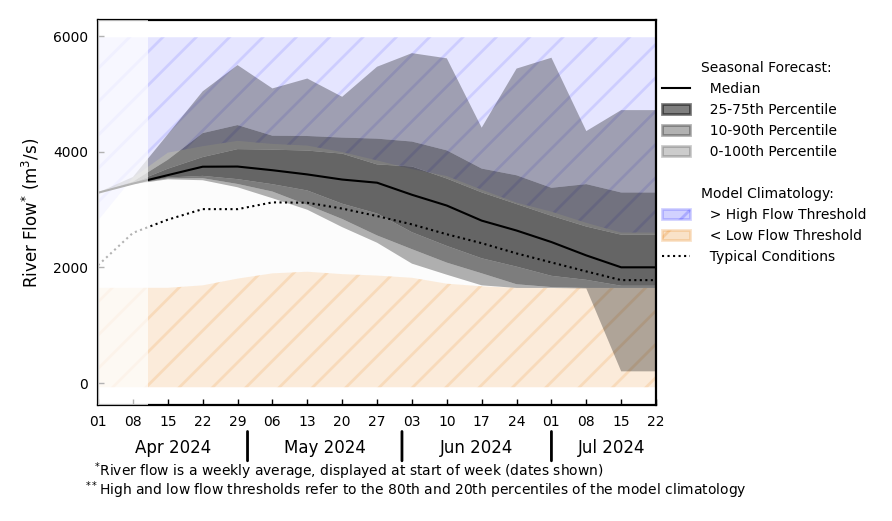 6000
4000
2000
0
River Flow* (m³/s)
01 08 15 22 29 06 13 20 27 03 10 17 24 01 08 15 22
Apr 2024 May 2024 Jun 2024 Jul 2024
Seasonal Forecast:
Median
25-75th Percentile
10-90th Percentile
0-100th Percentile
Model Climatology:
> High Flow Threshold
< Low Flow Threshold
Typical Conditions
*River flow is a weekly average, displayed at start of week (dates shown)
**High and low flow thresholds refer to the 80th and 20th percentiles of the model climatology